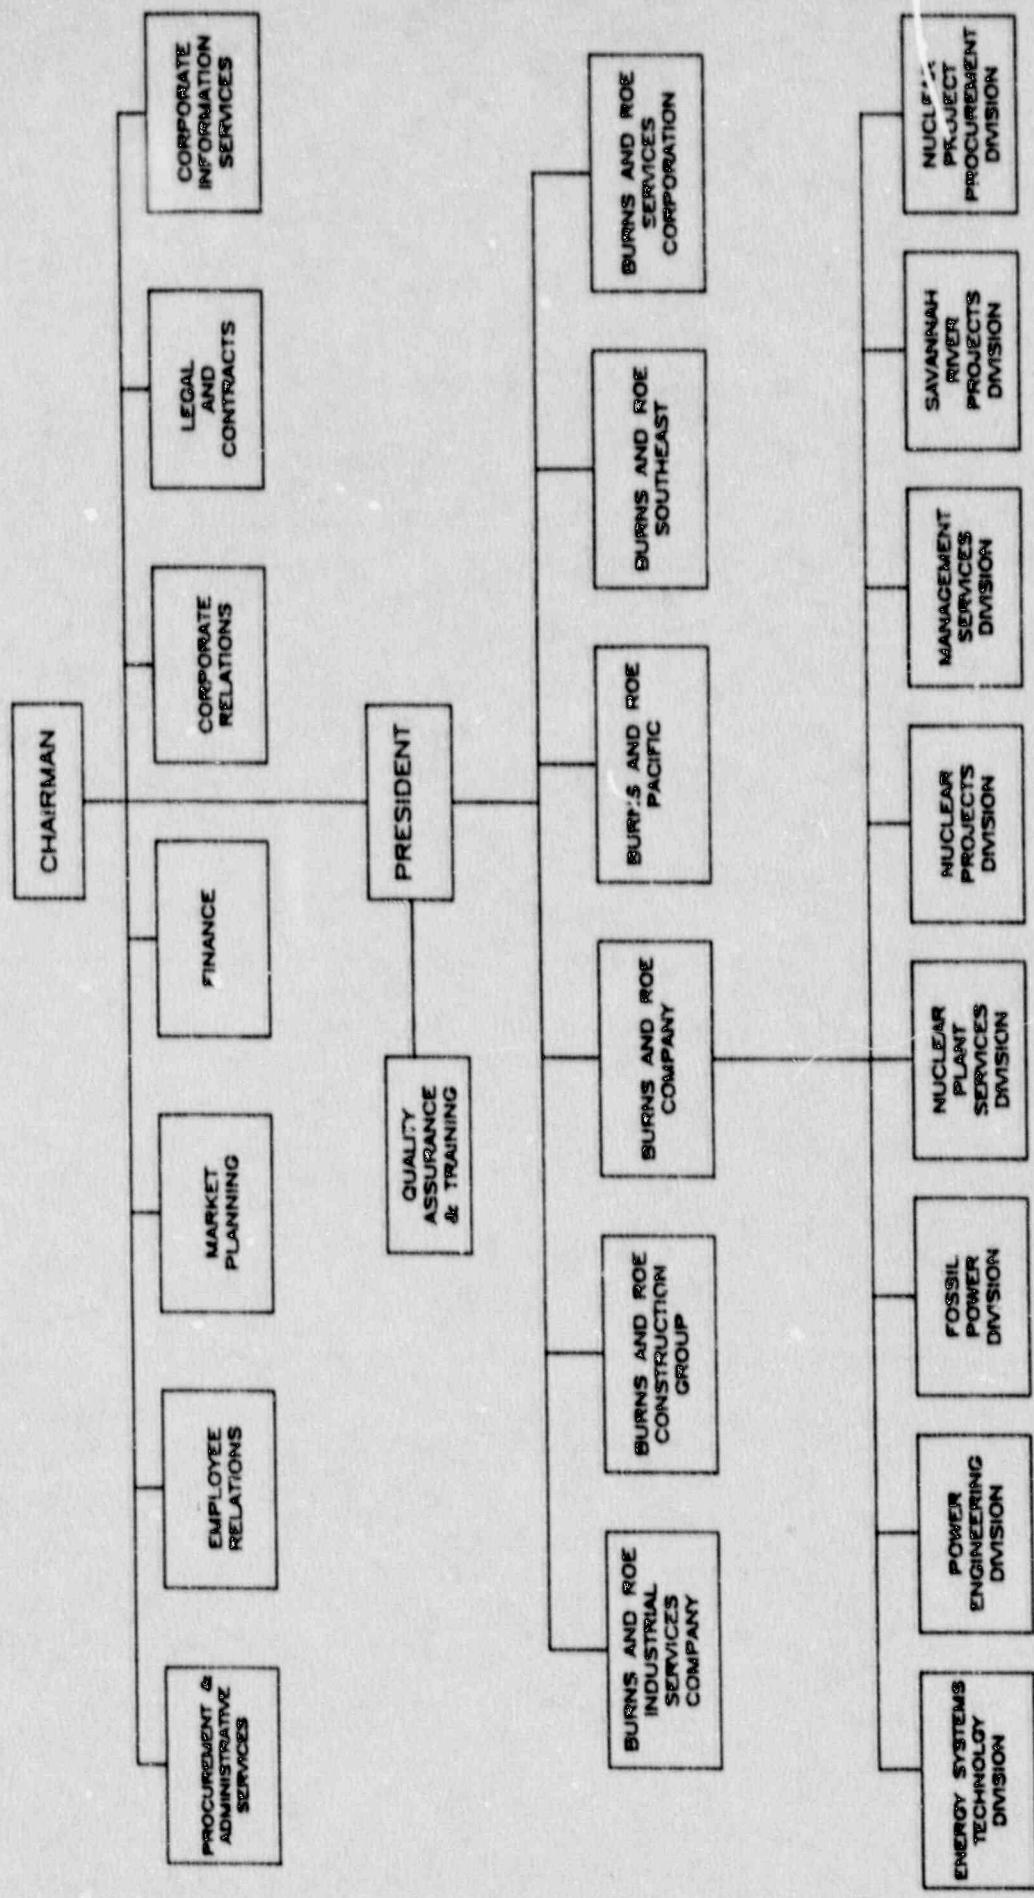 CHAIRMAN
PROCUREMENT &
ADMINISTRATIVE
SERVICES
EMPLOYEE
RELATIONS
MARKET
PLANNING
FINANCE
CORPORATE
RELATIONS
LEGAL
AND
CONTRACTS
CORPORATE
INFORMATION
SERVICES
PRESIDENT
QUALITY
ASSURANCE
& TRAINING
BURNS AND ROE
INDUSTRIAL
SERVICES
COMPANY
BURNS AND ROE
CONSTRUCTION
GROUP
BURNS AND ROE
COMPANY
BURNS AND ROE
PACIFIC
BURNS AND ROE
SOUTHEAST
BURNS AND ROE
SERVICES
CORPORATION
ENERGY SYSTEMS
TECHNOLOGY
DIVISION
POWER
ENGINEERING
DIVISION
FOSSIL
POWER
DIVISION
NUCLEAR
PLANT
SERVICES
DIVISION
NUCLEAR
PROJECTS
DIVISION
MANAGEMENT
SERVICES
DIVISION
SAVANNAH
RIVER
PROJECTS
DIVISION
NUCLEAR
PROJECT
PROCUREMENT
DIVISION